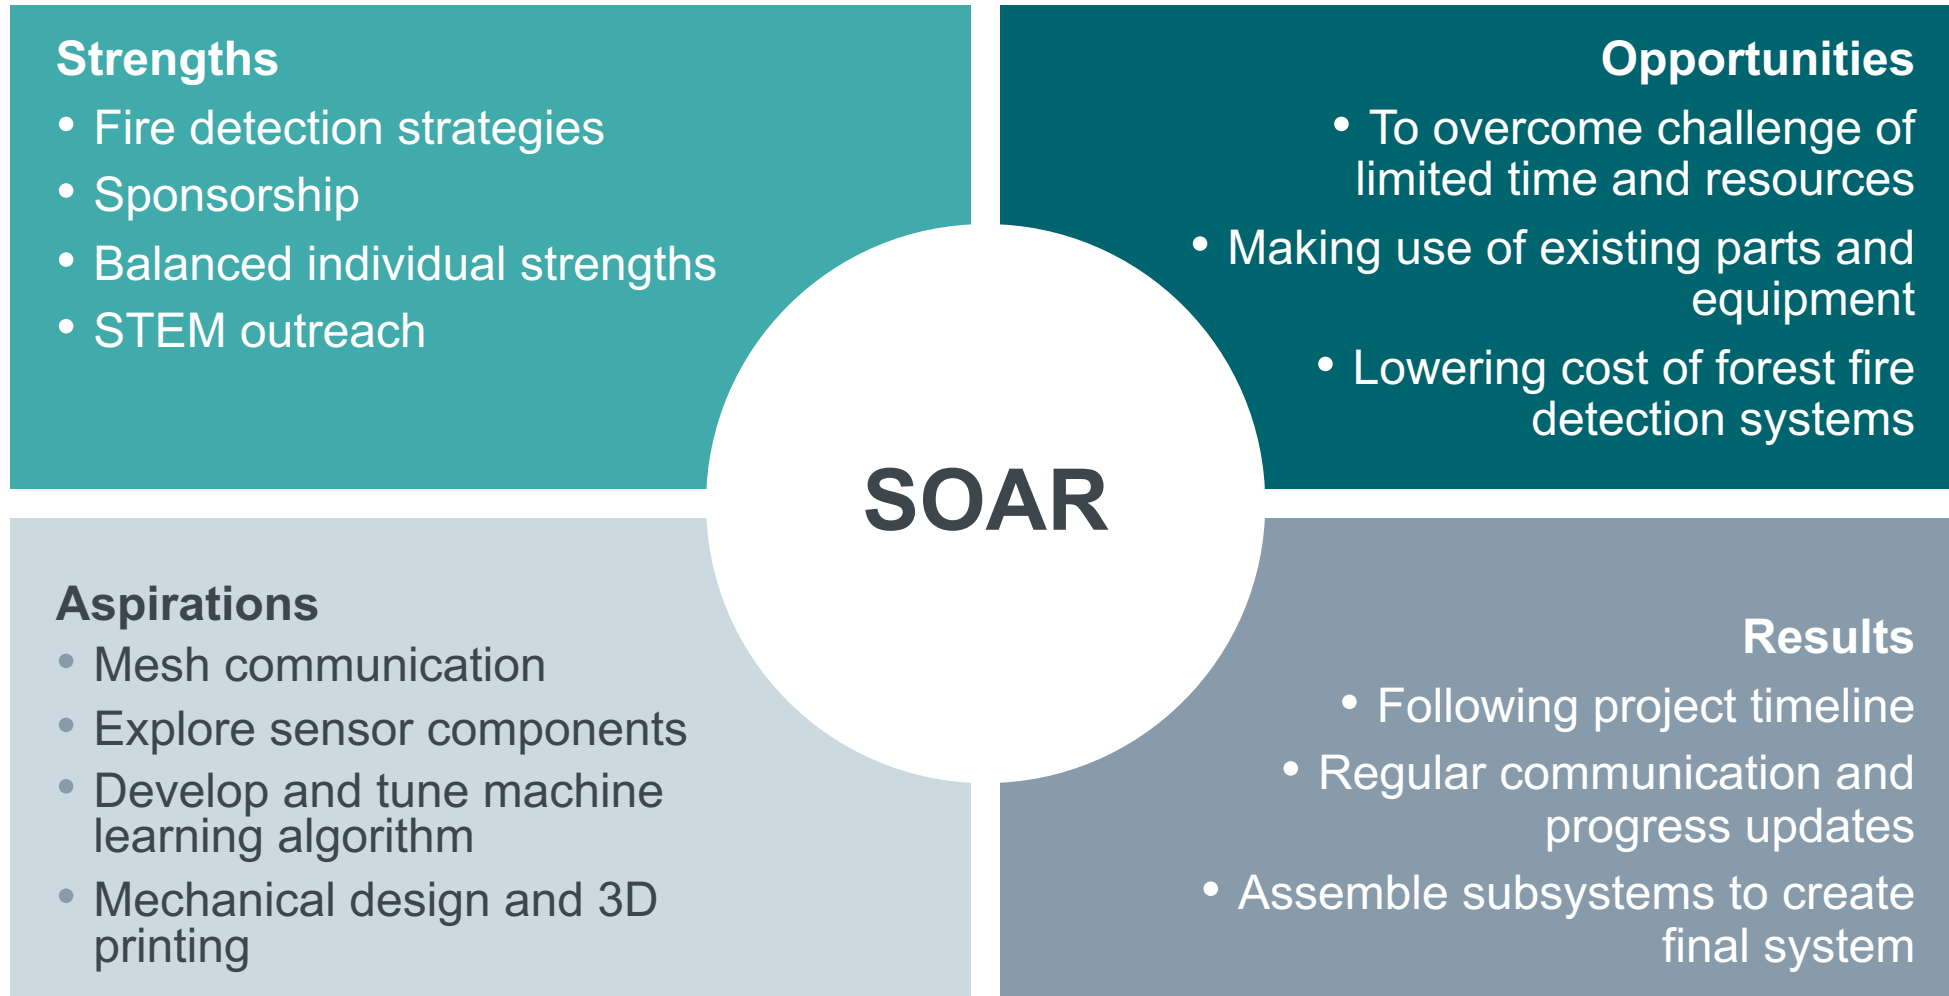 Strengths
• Fire detection strategies
• Sponsorship
• Balanced individual strengths
• STEM outreach
Opportunities
• To overcome challenge of
limited time and resources
• Making use of existing parts and
equipment
• Lowering cost of forest fire
detection systems
SOAR
Aspirations
• Mesh communication
• Explore sensor components
• Develop and tune machine
learning algorithm
• Mechanical design and 3D
printing
Results
• Following project timeline
• Regular communication and
progress updates
• Assemble subsystems to create
final system